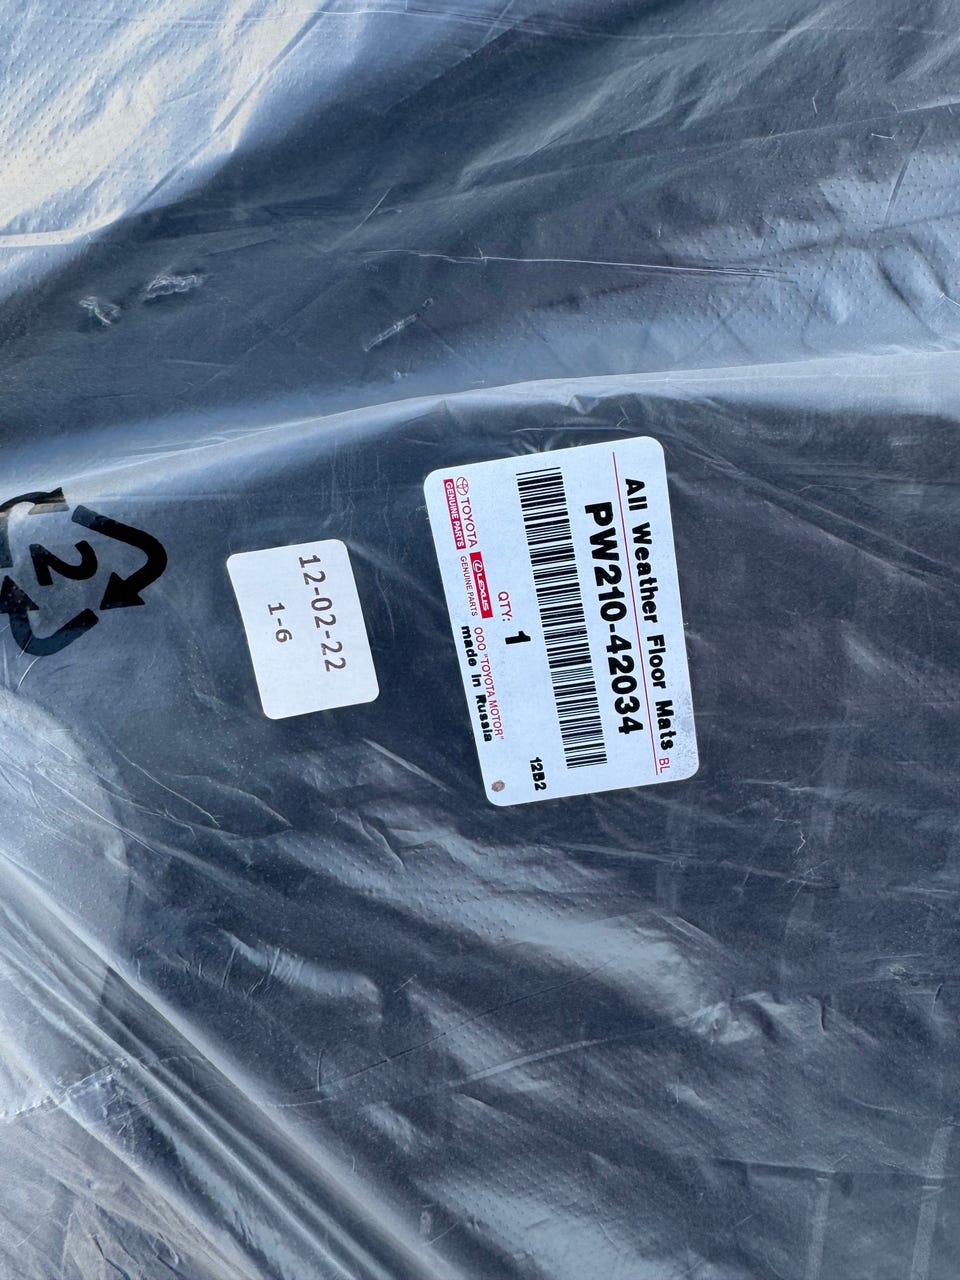 All Weather Floor Mats BL
PW210-42034
QTY: 1
12B2
TOYOTA
GENUINE PARTS
LEXUS
GENUINE PARTS
ООО "TOYOTA MOTOR"
made in Russia
12-02-22
1-6
2